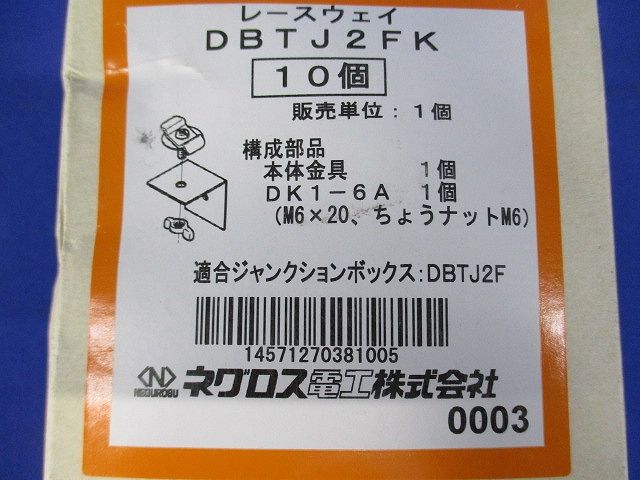 レースウェイ
DBTJ2FK
10個
販売単位：1個
構成部品
本体金具 1個
DK1－6A 1個
(M6×20、ちょうナットM6)
適合ジャンクションボックス：DBTJ2F
14571270381005
NEGUROSU ネグロス電工株式会社
0003